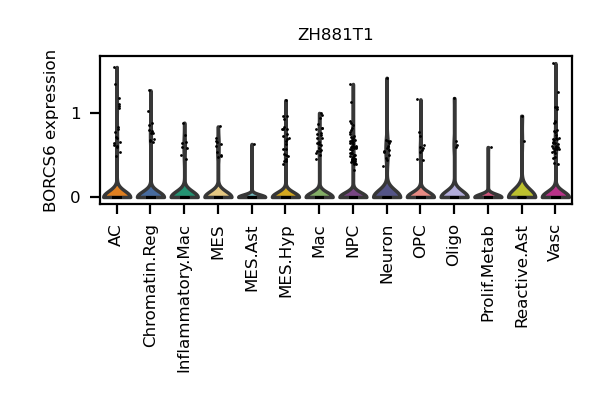 ZH881T1
BORCS6 expression
1
0
AC
Chromatin.Reg
Inflammatory.Mac
MES
MES.Ast
MES.Hyp
Mac
NPC
Neuron
OPC
Oligo
Prolif.Metab
Reactive.Ast
Vasc